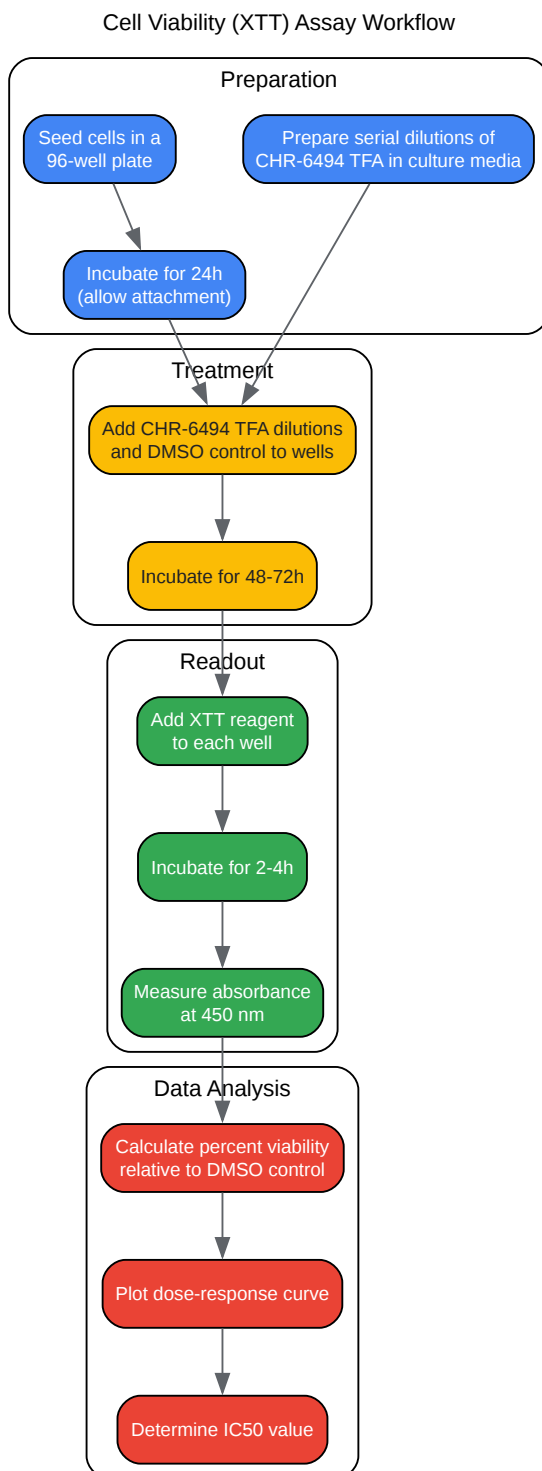 Cell Viability (XTT) Assay Workflow
Preparation
Seed cells in a
96-well plate
Prepare serial dilutions of
CHR-6494 TFA in culture media
Incubate for 24h
(allow attachment)
Treatment
Add CHR-6494 TFA dilutions
and DMSO control to wells
Incubate for 48-72h
Readout
Add XTT reagent
to each well
Incubate for 2-4h
Measure absorbance
at 450 nm
Data Analysis
Calculate percent viability
relative to DMSO control
Plot dose-response curve
Determine IC50 value